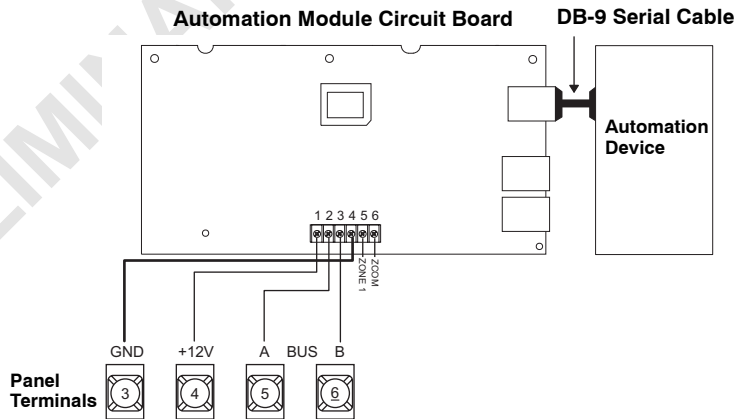 Automation Module Circuit Board
DB-9 Serial Cable
Automation
Device
1 2 3 4 5 6
ZONE 1
ZCOM
GND +12V A BUS B
Panel
Terminals
3 4 5 6